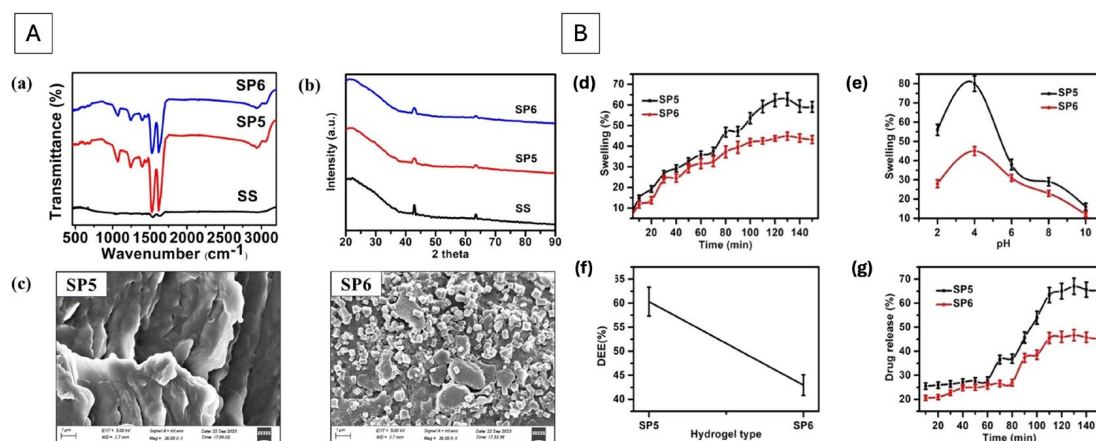 A
B
(a)
SP6
SP5
SS
Transmittance (%)
500 1000 1500 2000 2500 3000
Wavenumber (cm-1)
(b)
SP6
SP5
SS
Intensity (a.u.)
20 30 40 50 60 70 80 90
2 theta
(c)
SP5
SP6
(d)
SP5
SP6
Swelling (%)
70
60
50
40
30
20
10
20 40 60 80 100 120 140
Time (min)
(e)
SP5
SP6
Swelling (%)
80
70
60
50
40
30
20
10
2 4 6 8 10
pH
(f)
DEE(%)
60
55
50
45
40
SP5 SP6
Hydrogel type
(g)
SP5
SP6
Drug release (%)
70
60
50
40
30
20
10
20 40 60 80 100 120 140
Time (min)